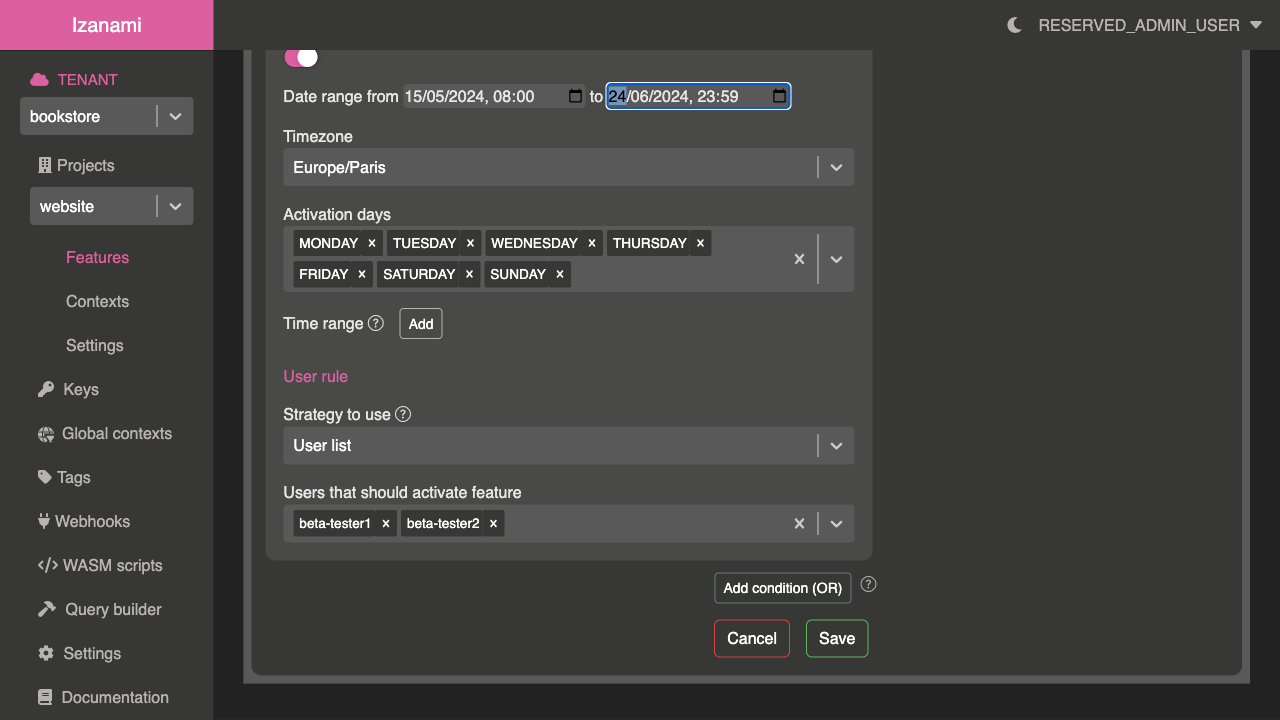 Izanami
RESERVED_ADMIN_USER
TENANT
bookstore
Projects
website
Features
Contexts
Settings
Keys
Global contexts
Tags
Webhooks
</> WASM scripts
Query builder
Settings
Documentation
Date range from 15/05/2024, 08:00 to 24/06/2024, 23:59
Timezone
Europe/Paris
Activation days
MONDAY × TUESDAY × WEDNESDAY × THURSDAY ×
FRIDAY × SATURDAY × SUNDAY ×
Time range ? Add
User rule
Strategy to use ?
User list
Users that should activate feature
beta-tester1 × beta-tester2 ×
Add condition (OR) ?
Cancel Save